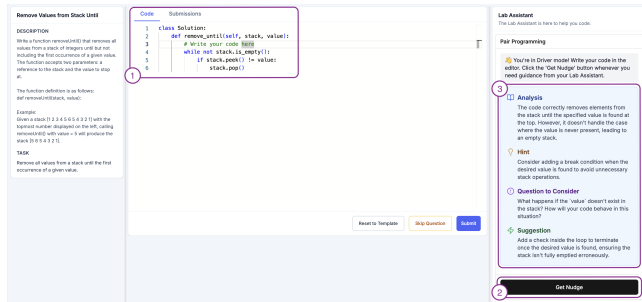 Remove Values from Stack Until
DESCRIPTION
Write a function removeUntil() that removes all
values from a stack of integers until but not
including the first occurrence of a given value.
The function accepts two parameters: a
reference to the stack and the value to stop
at.
The function definition is as follows:
def removeUntil(stack, value):
Example:
Given a stack [1 2 3 4 5 6 5 4 3 2 1] with the
topmost number displayed on the left, calling
removeUntil() with value = 5 will produce the
stack [5 6 5 4 3 2 1].
TASK
Remove all values from a stack until the first
occurrence of a given value.
Code Submissions
1 class Solution:
2 def remove_until(self, stack, value):
3 # Write your code here
4 while not stack.is_empty():
5 if stack.peek() != value:
6 stack.pop()
1
Reset to Template Skip Question Submit
Lab Assistant
The Lab Assistant is here to help you code.
Pair Programming
👋 You're in Driver mode! Write your code in the
editor. Click the 'Get Nudge' button whenever you
need guidance from your Lab Assistant.
3
Analysis
The code correctly removes elements from
the stack until the specified value is found at
the top. However, it doesn't handle the case
where the value is never present, leading to
an empty stack.
Hint
Consider adding a break condition when the
desired value is found to avoid unnecessary
stack operations.
Question to Consider
What happens if the `value` doesn't exist in
the stack? How will your code behave in this
situation?
Suggestion
Add a check inside the loop to terminate
once the desired value is found, ensuring the
stack isn't fully emptied erroneously.
Get Nudge
2